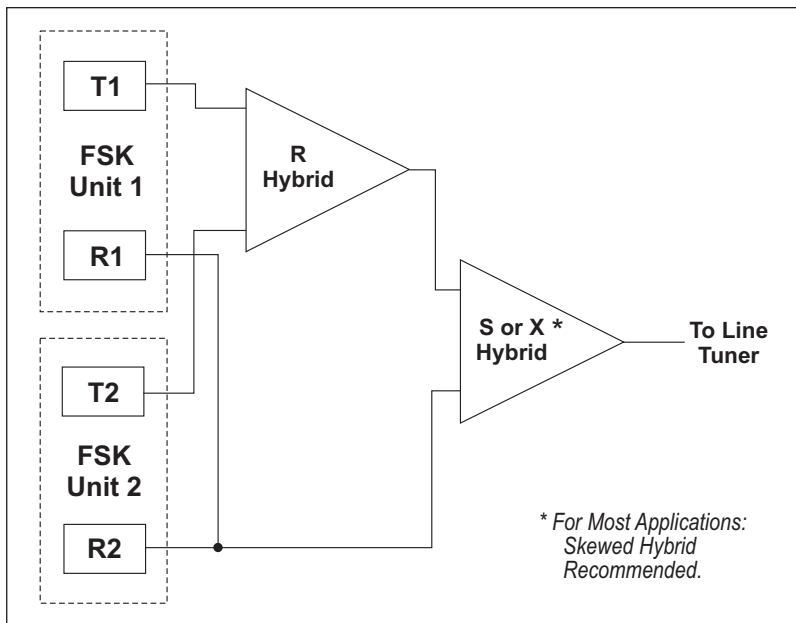 T1
FSK
Unit 1
R1
T2
FSK
Unit 2
R2
R
Hybrid
S or X *
Hybrid
To Line
Tuner
* For Most Applications:
Skewed Hybrid
Recommended.